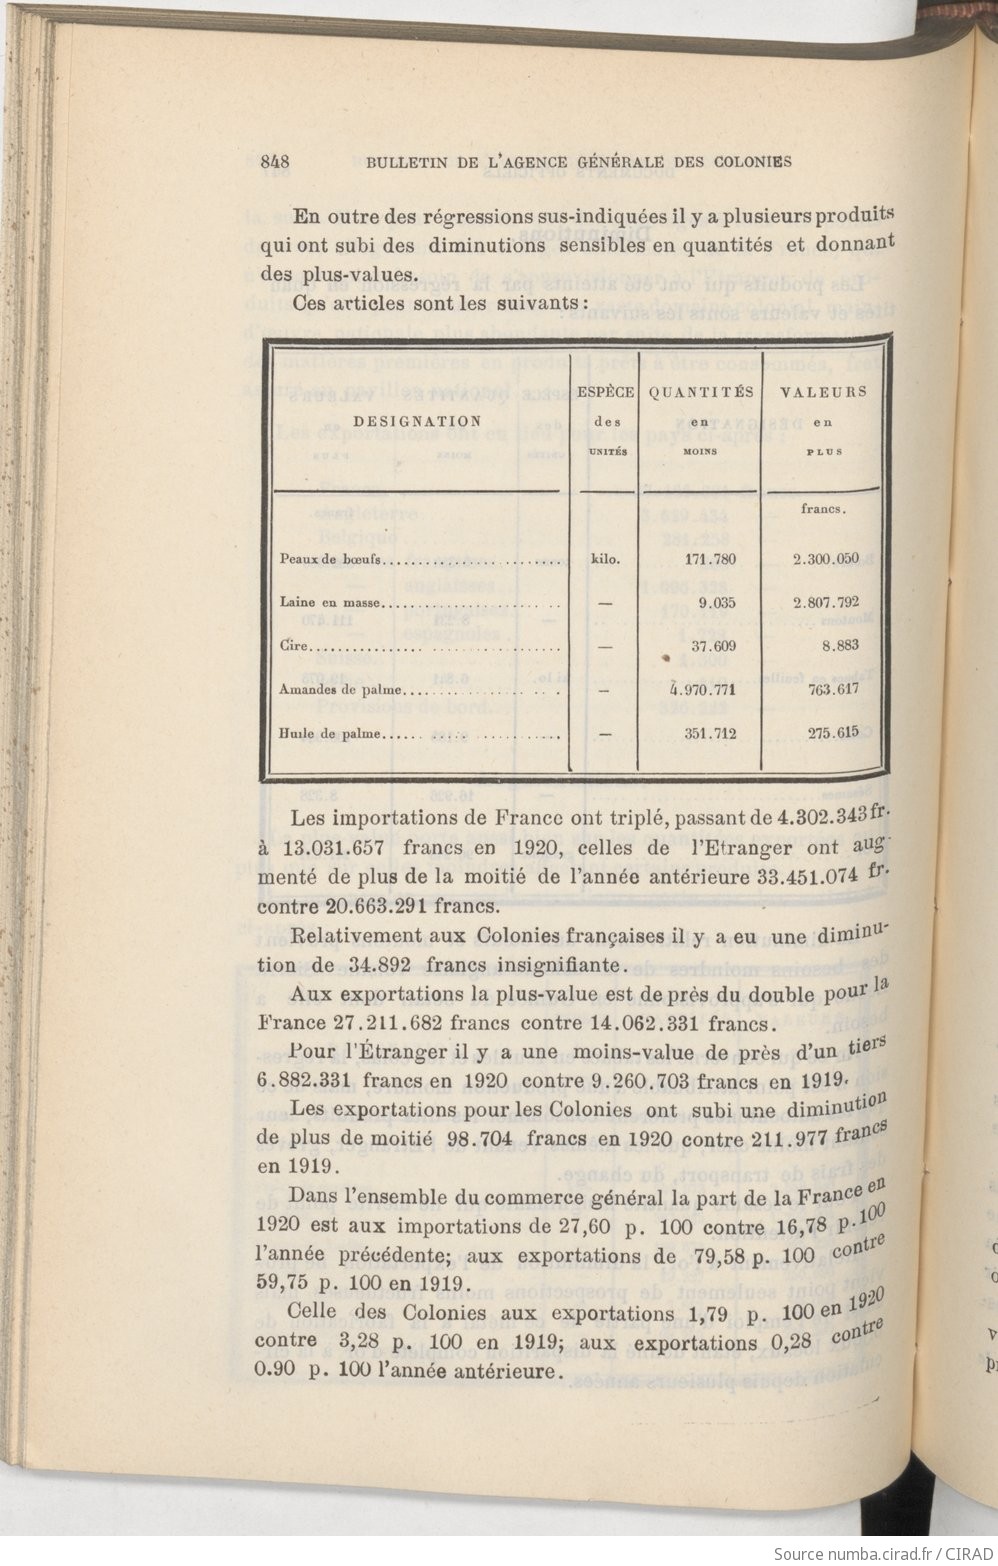 848 BULLETIN DE L'AGENCE GÉNÉRALE DES COLONIES
En outre des régressions sus-indiquées il y a plusieurs produits
qui ont subi des diminutions sensibles en quantités et donnant
des plus-values.
Ces articles sont les suivants :
DESIGNATION ESPÈCE des UNITÉS QUANTITÉS en MOINS VALEURS en PLUS
francs.
Peaux de bœufs........................ kilo. 171.780 2.300.050
Laine en masse........................ — 9.035 2.807.792
Cire................................ — 37.609 8.883
Amandes de palme.................... — 4.970.771 763.617
Huile de palme....................... — 351.712 275.615
Les importations de France ont triplé, passant de 4.302.343 fr.
à 13.031.657 francs en 1920, celles de l'Etranger ont aug-
menté de plus de la moitié de l'année antérieure 33.451.074 fr.
contre 20.663.291 francs.
Relativement aux Colonies françaises il y a eu une diminu-
tion de 34.892 francs insignifiante.
Aux exportations la plus-value est de près du double pour la
France 27.211.682 francs contre 14.062.331 francs.
Pour l'Étranger il y a une moins-value de près d'un tiers
6.882.331 francs en 1920 contre 9.260.703 francs en 1919.
Les exportations pour les Colonies ont subi une diminution
de plus de moitié 98.704 francs en 1920 contre 211.977 francs
en 1919.
Dans l'ensemble du commerce général la part de la France en
1920 est aux importations de 27,60 p. 100 contre 16,78 p. 100
l'année précédente; aux exportations de 79,58 p. 100 contre
59,75 p. 100 en 1919.
Celle des Colonies aux exportations 1,79 p. 100 en 1920
contre 3,28 p. 100 en 1919; aux exportations 0,28 contre
0.90 p. 100 l'année antérieure.
Source numba.cirad.fr / CIRAD